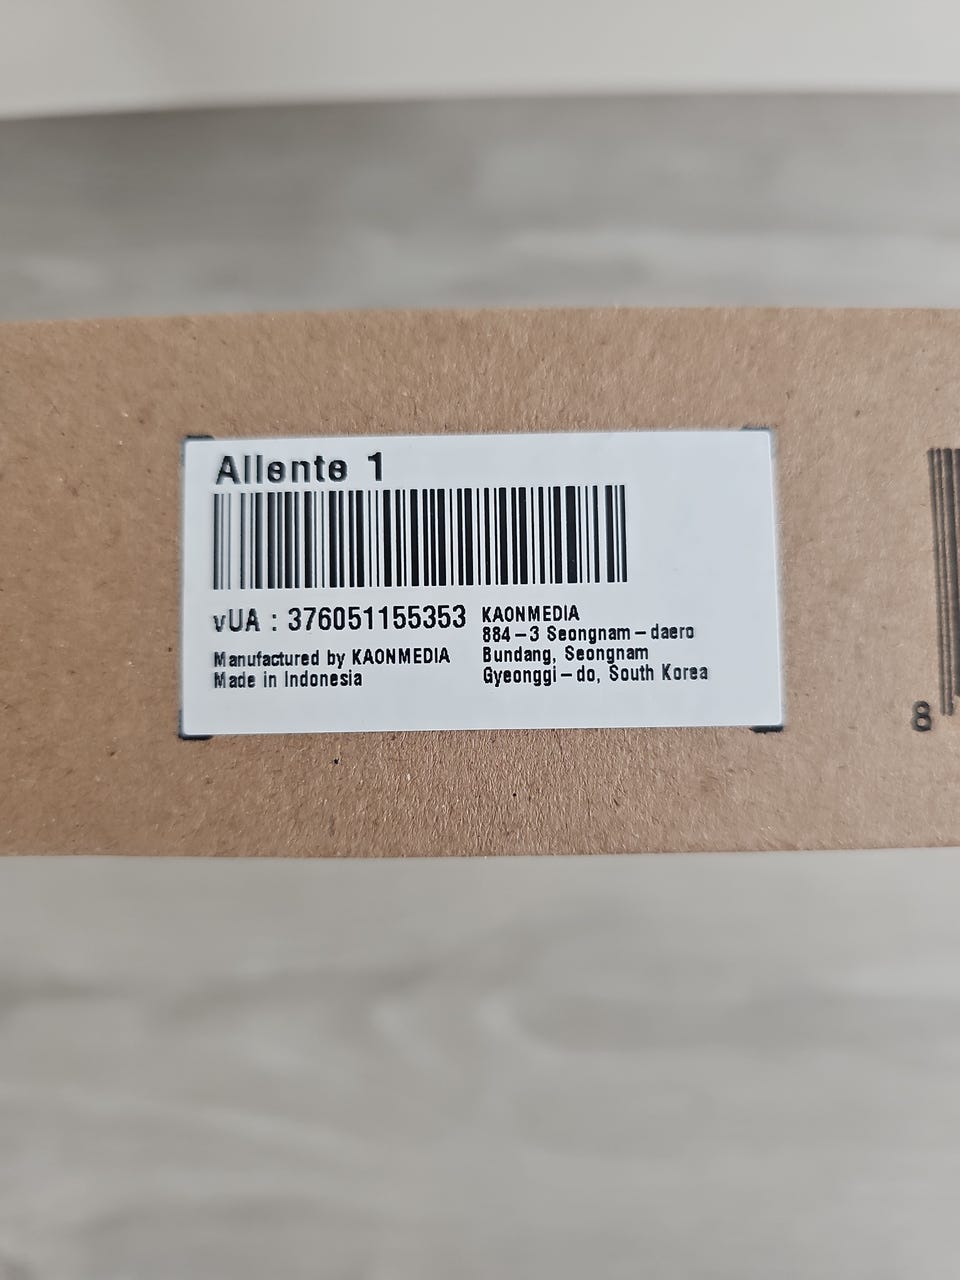 Allente 1
vUA : 376051155353
Manufactured by KAONMEDIA
Made in Indonesia
KAONMEDIA
884-3 Seongnam-daero
Bundang, Seongnam
Gyeonggi-do, South Korea
8